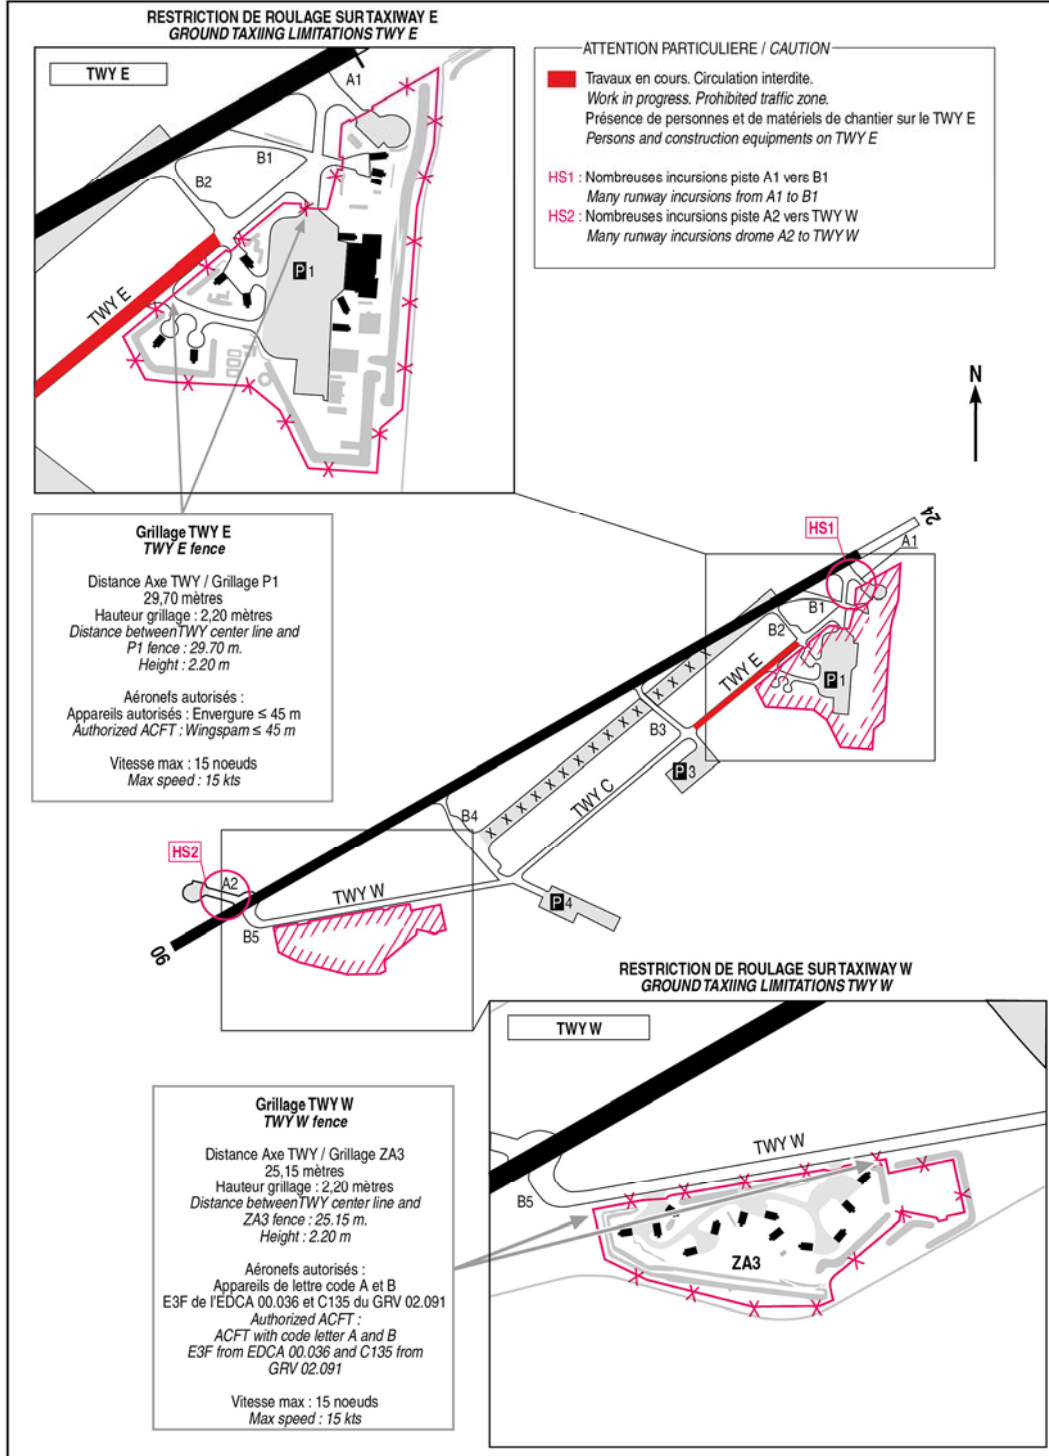 RESTRICTION DE ROULAGE SUR TAXIWAY E
GROUND TAXIING LIMITATIONS TWY E
TWY E
A1
B1
B2
TWY E
P1
ATTENTION PARTICULIERE / CAUTION
Travaux en cours. Circulation interdite.
Work in progress. Prohibited traffic zone.
Présence de personnes et de matériels de chantier sur le TWY E
Persons and construction equipments on TWY E
HS1 : Nombreuses incursions piste A1 vers B1
Many runway incursions from A1 to B1
HS2 : Nombreuses incursions piste A2 vers TWY W
Many runway incursions drome A2 to TWY W
N
Grillage TWY E
TWY E fence
Distance Axe TWY / Grillage P1
29,70 mètres
Hauteur grillage : 2,20 mètres
Distance betweenTWY center line and
P1 fence : 29.70 m.
Height : 2.20 m
Aéronefs autorisés :
Appareils autorisés : Envergure ≤ 45 m
Authorized ACFT : Wingspam ≤ 45 m
Vitesse max : 15 noeuds
Max speed : 15 kts
24
HS1
A1
B1
B2
TWY E
P1
B3
P3
TWY C
B4
HS2
A2
TWY W
P4
B5
06
RESTRICTION DE ROULAGE SUR TAXIWAY W
GROUND TAXIING LIMITATIONS TWY W
TWY W
TWY W
B5
ZA3
Grillage TWY W
TWY W fence
Distance Axe TWY / Grillage ZA3
25,15 mètres
Hauteur grillage : 2,20 mètres
Distance betweenTWY center line and
ZA3 fence : 25.15 m.
Height : 2.20 m
Aéronefs autorisés :
Appareils de lettre code A et B
E3F de l'EDCA 00.036 et C135 du GRV 02.091
Authorized ACFT :
ACFT with code letter A and B
E3F from EDCA 00.036 and C135 from
GRV 02.091
Vitesse max : 15 noeuds
Max speed : 15 kts